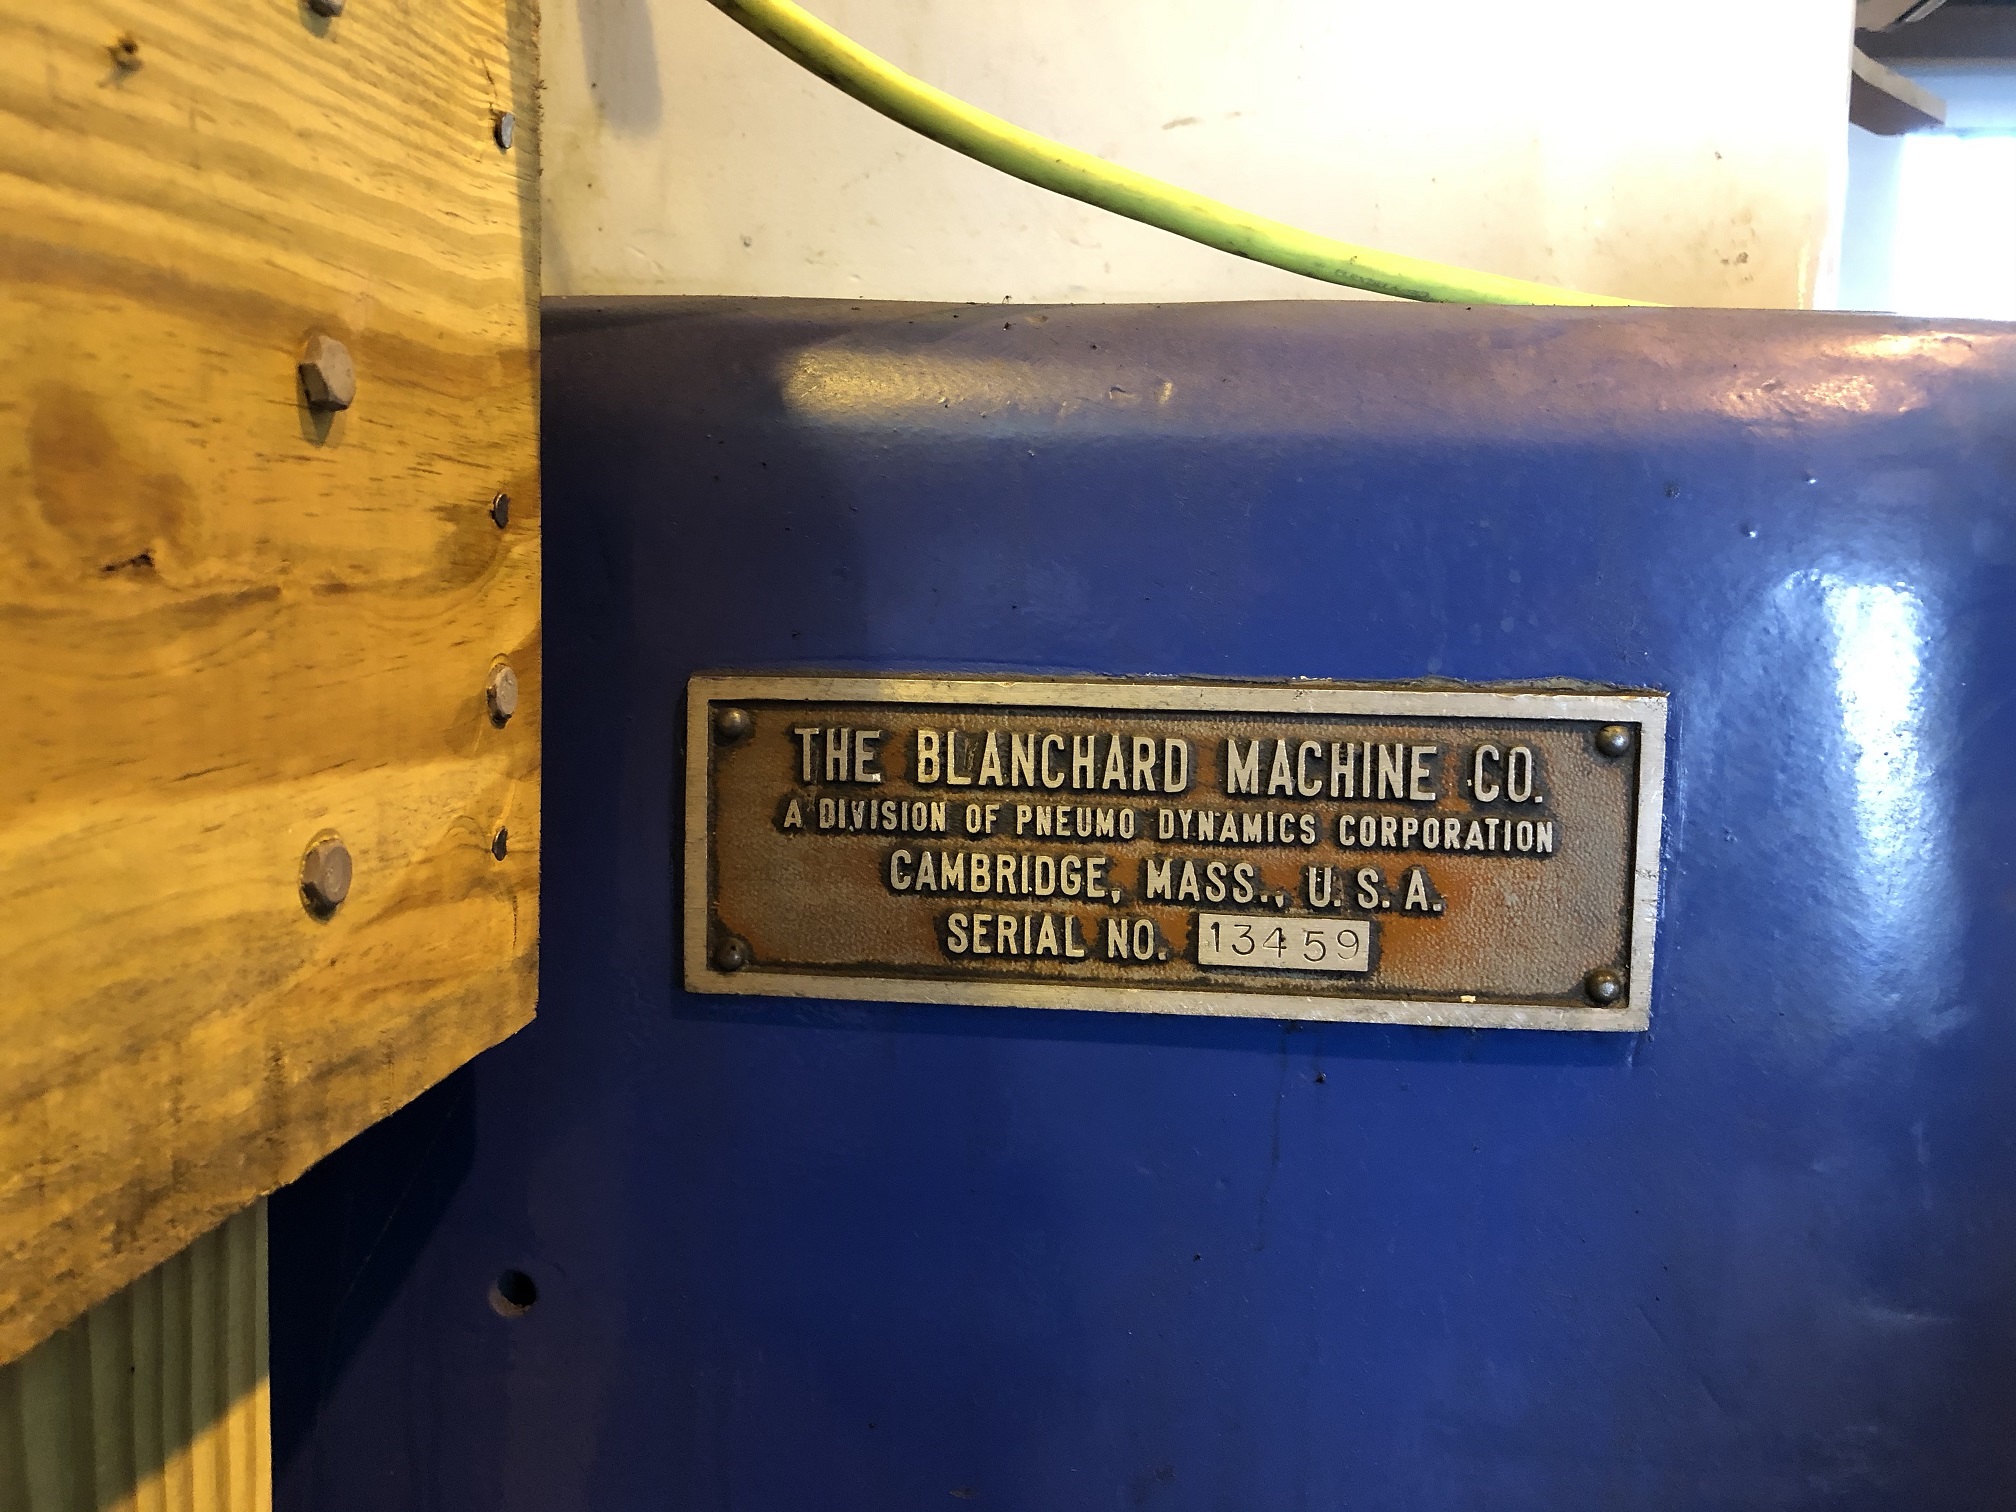 THE BLANCHARD MACHINE CO.
A DIVISION OF PNEUMO DYNAMICS CORPORATION
CAMBRIDGE, MASS., U.S.A.
SERIAL NO. 13459